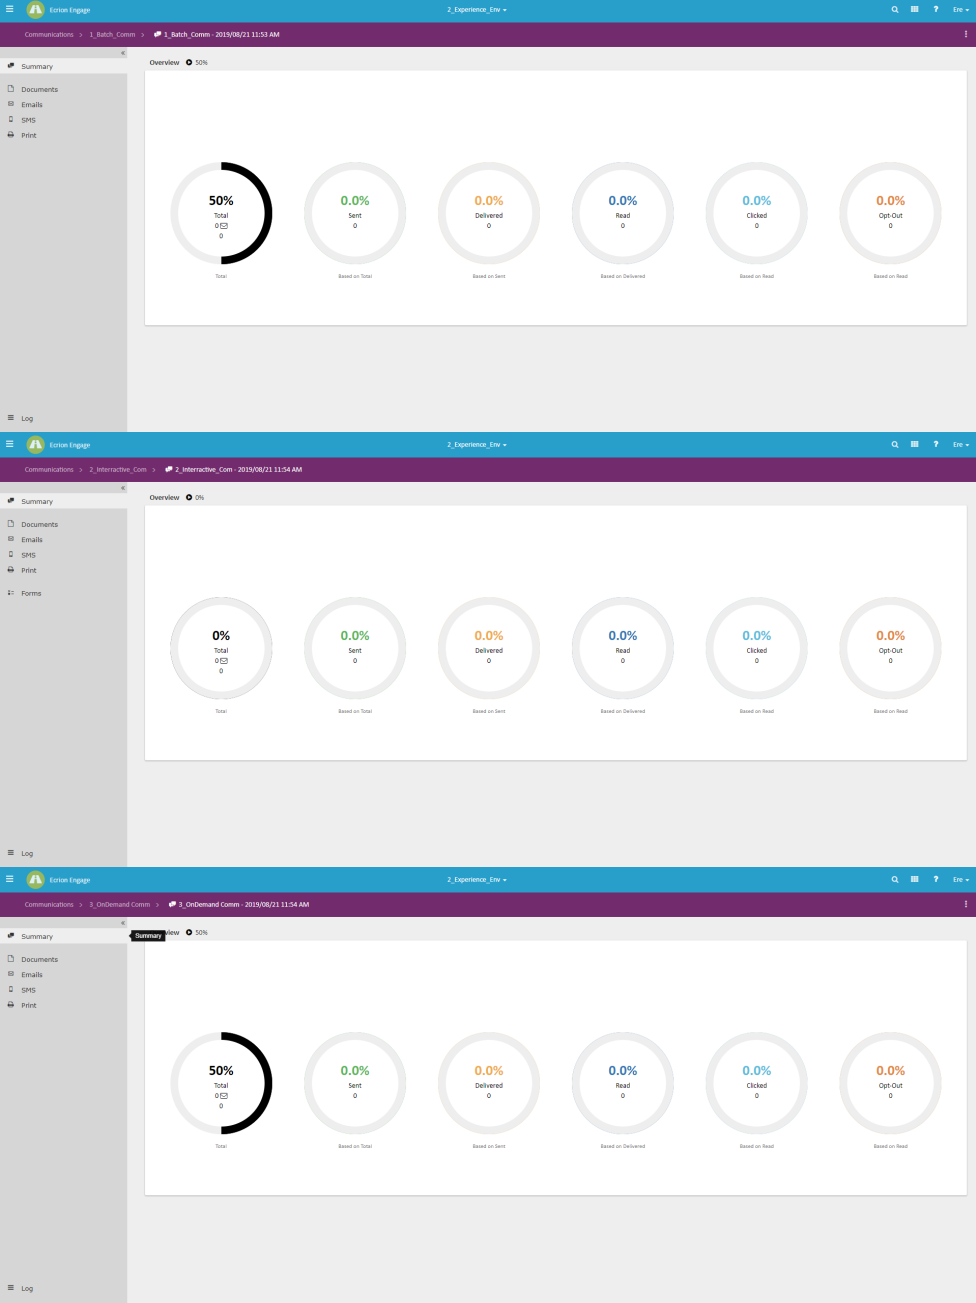 Ecrion Engage
2_Experience_Env
? Ere
Communications > 1_Batch_Comm > 1_Batch_Comm - 2019/08/21 11:53 AM
«
Summary
Documents
Emails
SMS
Print
Log
Overview 50%
50%
Total
0
0
Total
0.0%
Sent
0
Based on Total
0.0%
Delivered
0
Based on Sent
0.0%
Read
0
Based on Delivered
0.0%
Clicked
0
Based on Read
0.0%
Opt-Out
0
Based on Read
Ecrion Engage
2_Experience_Env
? Ere
Communications > 2_Interractive_Com > 2_Interractive_Com - 2019/08/21 11:54 AM
«
Summary
Documents
Emails
SMS
Print
Forms
Log
Overview 0%
0%
Total
0
0
Total
0.0%
Sent
0
Based on Total
0.0%
Delivered
0
Based on Sent
0.0%
Read
0
Based on Delivered
0.0%
Clicked
0
Based on Read
0.0%
Opt-Out
0
Based on Read
Ecrion Engage
2_Experience_Env
? Ere
Communications > 3_OnDemand Comm > 3_OnDemand Comm - 2019/08/21 11:54 AM
«
Summary
Documents
Emails
SMS
Print
Log
Summary
view 50%
50%
Total
0
0
Total
0.0%
Sent
0
Based on Total
0.0%
Delivered
0
Based on Sent
0.0%
Read
0
Based on Delivered
0.0%
Clicked
0
Based on Read
0.0%
Opt-Out
0
Based on Read